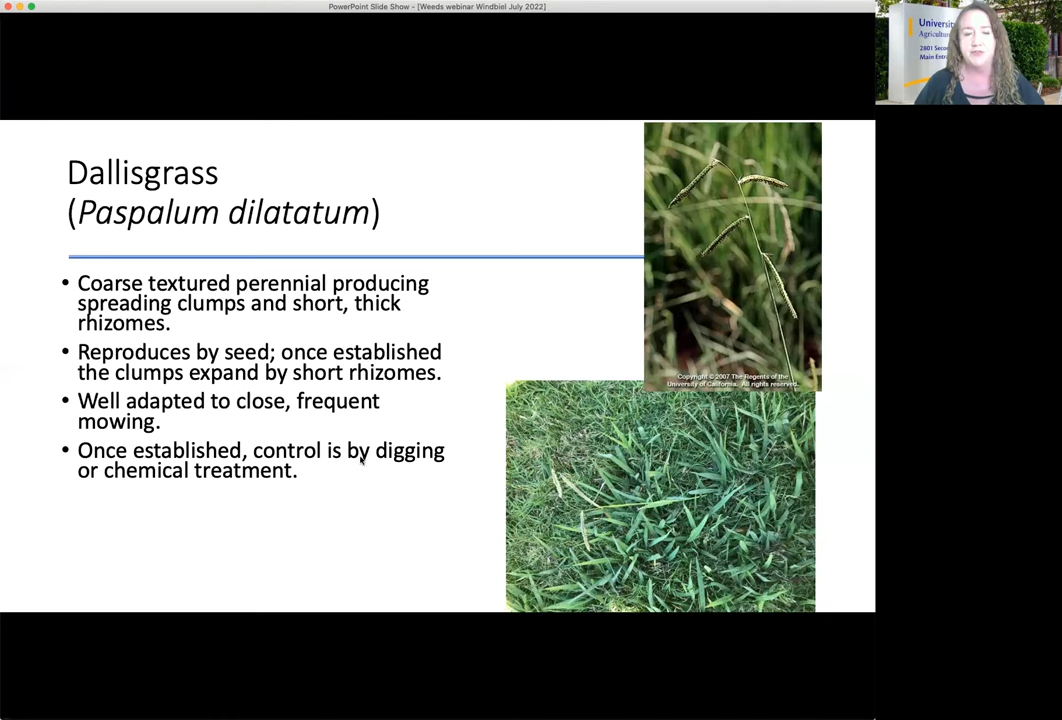 PowerPoint Slide Show - [Weeds webinar Windbiel July 2022]
University
Agricultur
2801 Seco
Main Ent
Dallisgrass
(Paspalum dilatatum)
• Coarse textured perennial producing
spreading clumps and short, thick
rhizomes.
• Reproduces by seed; once established
the clumps expand by short rhizomes.
• Well adapted to close, frequent
mowing.
• Once established, control is by digging
or chemical treatment.
Copyright © 2007 The Regents of the
University of California. All rights reserved.